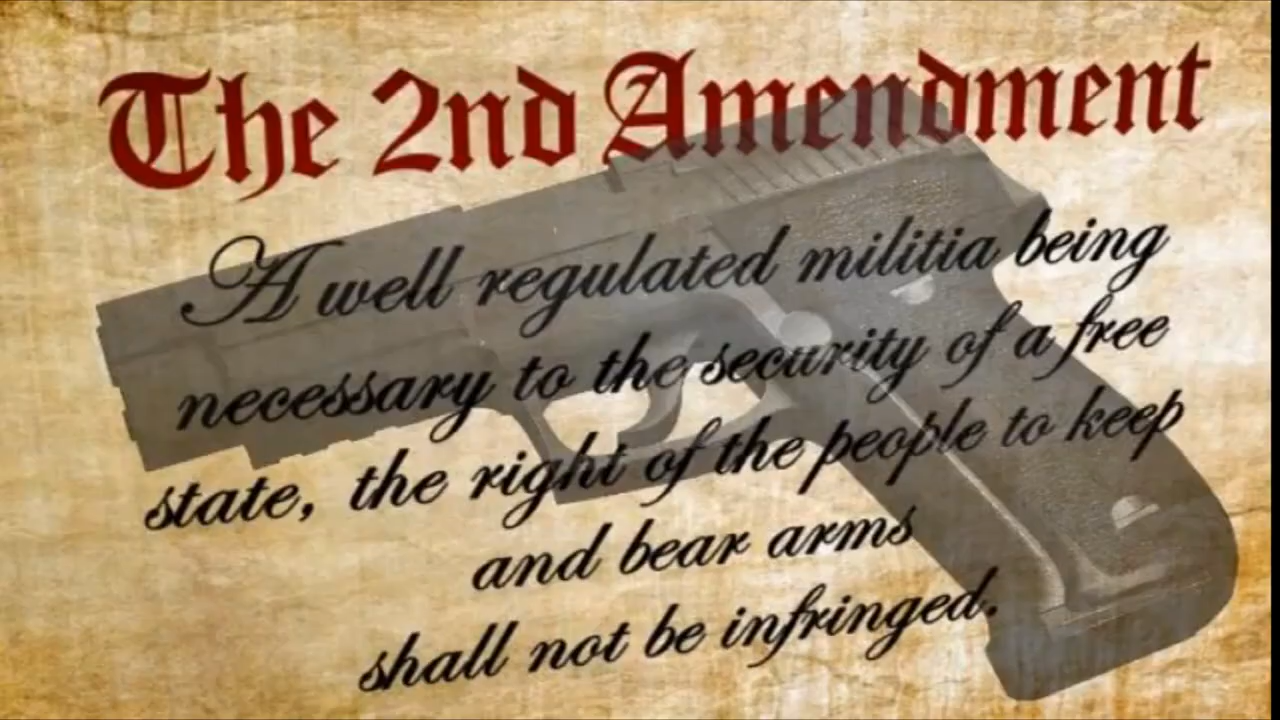 The 2nd Amendment
A well regulated militia being
necessary to the security of a free
state, the right of the people to keep
and bear arms
shall not be infringed.